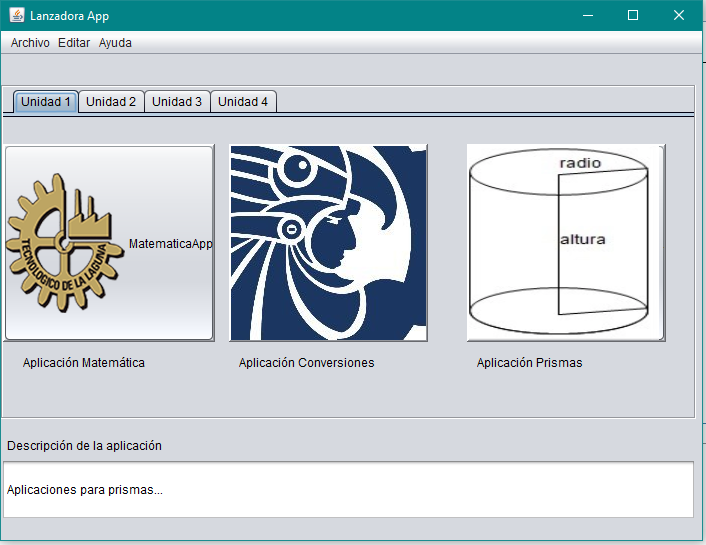 Lanzadora App
Archivo Editar Ayuda
Unidad 1 Unidad 2 Unidad 3 Unidad 4
TECNOLOGICO DE LA LAGUNA
MatematicaApp
radio
altura
Aplicación Matemática
Aplicación Conversiones
Aplicación Prismas
Descripción de la aplicación
Aplicaciones para prismas...